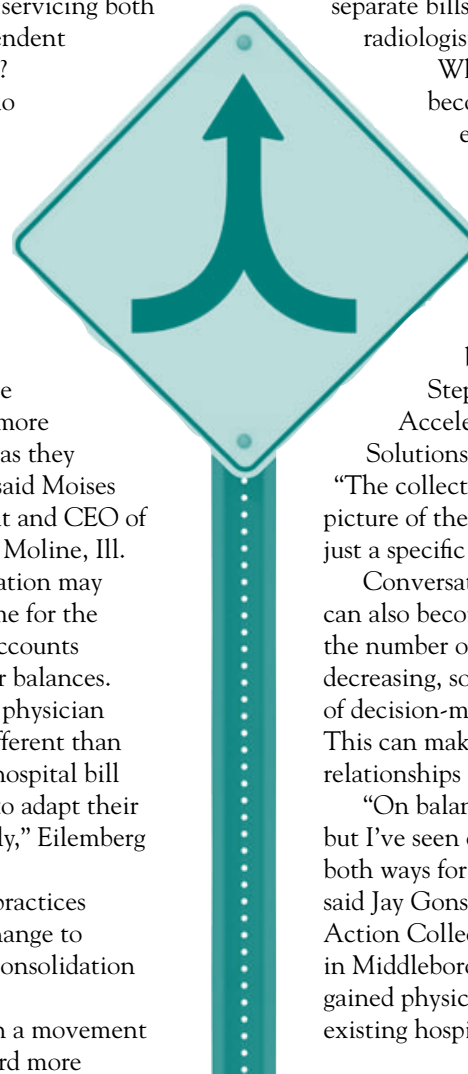 servicing both
endent
?
no
e
more
as they
said Moises
t and CEO of
Moline, Ill.
ation may
ne for the
ccounts
r balances.
physician
fferent than
hospital bill
to adapt their
ly,” Eilemberg
practices
hange to
onsolidation
n a movement
rd more
separate bills
radiologis
Wh
beco
e
b
Step
Accele
Solutions
“The collect
picture of the
just a specific
Conversat
can also becom
the number o
decreasing, so
of decision-m
This can mak
relationships
“On balan
but I’ve seen
both ways for
said Jay Gons
Action Collec
in Middlebor
gained physic
existing hospi